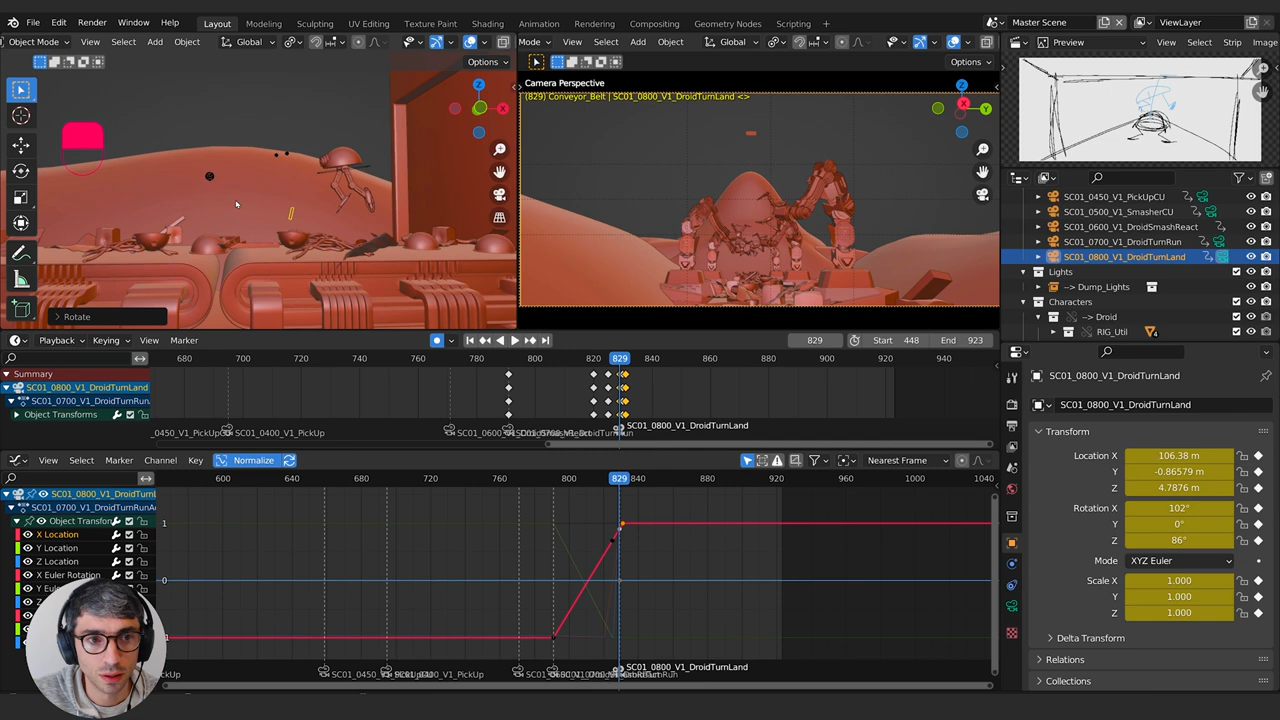 File Edit Render Window Help Layout Modeling Sculpting UV Editing Texture Paint Shading Animation Rendering Compositing Geometry Nodes Scripting + Master Scene ViewLayer
Object Mode View Select Add Object Global
Mode View Select Add Object Global
Preview View Select Strip Image
Options
Options
Camera Perspective
(829) Conveyor_Belt | SC01_0800_V1_DroidTurnLand <>
Z
X
Z
X
Y
Rotate
SC01_0450_V1_PickUpCU
SC01_0500_V1_SmasherCU
SC01_0600_V1_DroidSmashReact
SC01_0700_V1_DroidTurnRun
SC01_0800_V1_DroidTurnLand
Lights
--> Dump_Lights
Characters
--> Droid
RIG_Util
Playback Keying View Marker 829 Start 448 End 923
680 700 720 740 760 780 800 820 829 840 860 880 900 920 940
Summary
SC01_0800_V1_DroidTurnLand
SC01_0700_V1_DroidTurnRun
Object Transforms
SC01_0800_V1_DroidTurnLand
_0450_V1_PickUpC SC01_0400_V1_PickUp
View Select Marker Channel Key Normalize Nearest Frame
600 640 660 720 760 800 829 840 880 920 960 1000 1040
SC01_0800_V1_DroidTurnL
SC01_0700_V1_DroidTurnRunA
Object Transfor
X Location
Y Location
Z Location
X Euler Rotation
Y Eule
1
0
SC01_0800_V1_DroidTurnLand
SC01_0800_V1_DroidTurnLand
SC01_0800_V1_DroidTurnLand
Transform
Location X 106.38 m
Y -0.86579 m
Z 4.7876 m
Rotation X 102°
Y 0°
Z 86°
Mode XYZ Euler
Scale X 1.000
Y 1.000
Z 1.000
Delta Transform
Relations
Collections